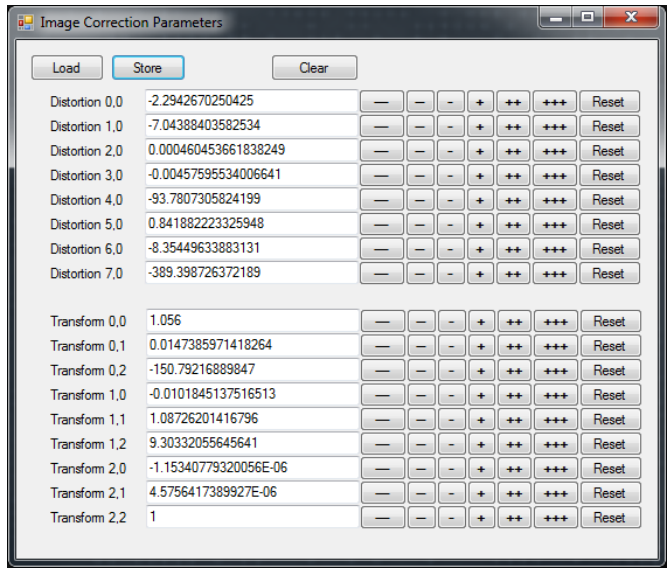 Image Correction Parameters
Load Store Clear
Distortion 0,0 -2.2942670250425 — – - + ++ +++ Reset
Distortion 1,0 -7.04388403582534 — – - + ++ +++ Reset
Distortion 2,0 0.000460453661838249 — – - + ++ +++ Reset
Distortion 3,0 -0.00457595534006641 — – - + ++ +++ Reset
Distortion 4,0 -93.7807305824199 — – - + ++ +++ Reset
Distortion 5,0 0.841882223325948 — – - + ++ +++ Reset
Distortion 6,0 -8.35449633883131 — – - + ++ +++ Reset
Distortion 7,0 -389.398726372189 — – - + ++ +++ Reset
Transform 0,0 1.056 — – - + ++ +++ Reset
Transform 0,1 0.0147385971418264 — – - + ++ +++ Reset
Transform 0,2 -150.79216889847 — – - + ++ +++ Reset
Transform 1,0 -0.0101845137516513 — – - + ++ +++ Reset
Transform 1,1 1.08726201416796 — – - + ++ +++ Reset
Transform 1,2 9.30332055645641 — – - + ++ +++ Reset
Transform 2,0 -1.15340779320056E-06 — – - + ++ +++ Reset
Transform 2,1 4.5756417389927E-06 — – - + ++ +++ Reset
Transform 2,2 1 — – - + ++ +++ Reset